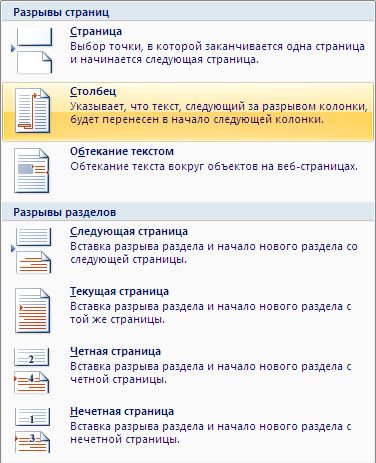 Разрывы страниц
Страница
Выбор точки, в которой заканчивается одна страница
и начинается следующая страница.
Столбец
Указывает, что текст, следующий за разрывом колонки,
будет перенесен в начало следующей колонки.
Обтекание текстом
Обтекание текста вокруг объектов на веб-страницах.
Разрывы разделов
Следующая страница
Вставка разрыва раздела и начало нового раздела со
следующей страницы.
Текущая страница
Вставка разрыва раздела и начало нового раздела с
той же страницы.
2
4
Четная страница
Вставка разрыва раздела и начало нового раздела с
четной страницы.
1
3
Нечетная страница
Вставка разрыва раздела и начало нового раздела с
нечетной страницы.